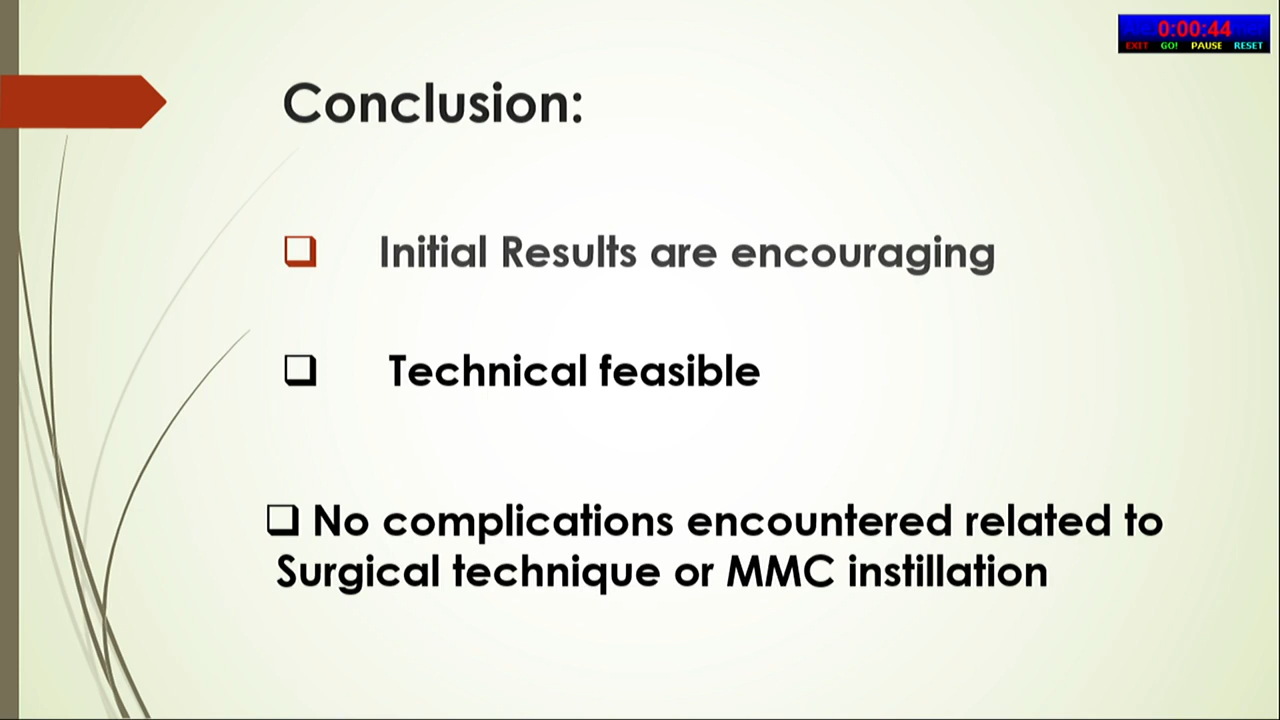 0:00:44
EXIT GO! PAUSE RESET
Conclusion:
Initial Results are encouraging
Technical feasible
No complications encountered related to
Surgical technique or MMC instillation